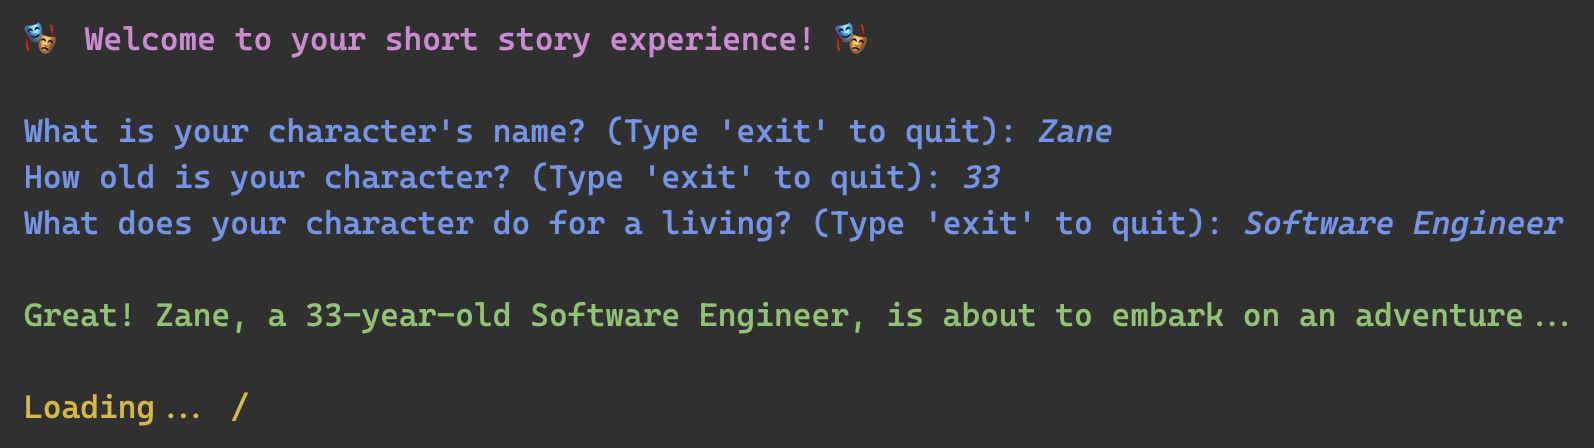 🎭 Welcome to your short story experience! 🎭
What is your character's name? (Type 'exit' to quit): Zane
How old is your character? (Type 'exit' to quit): 33
What does your character do for a living? (Type 'exit' to quit): Software Engineer
Great! Zane, a 33-year-old Software Engineer, is about to embark on an adventure...
Loading... /